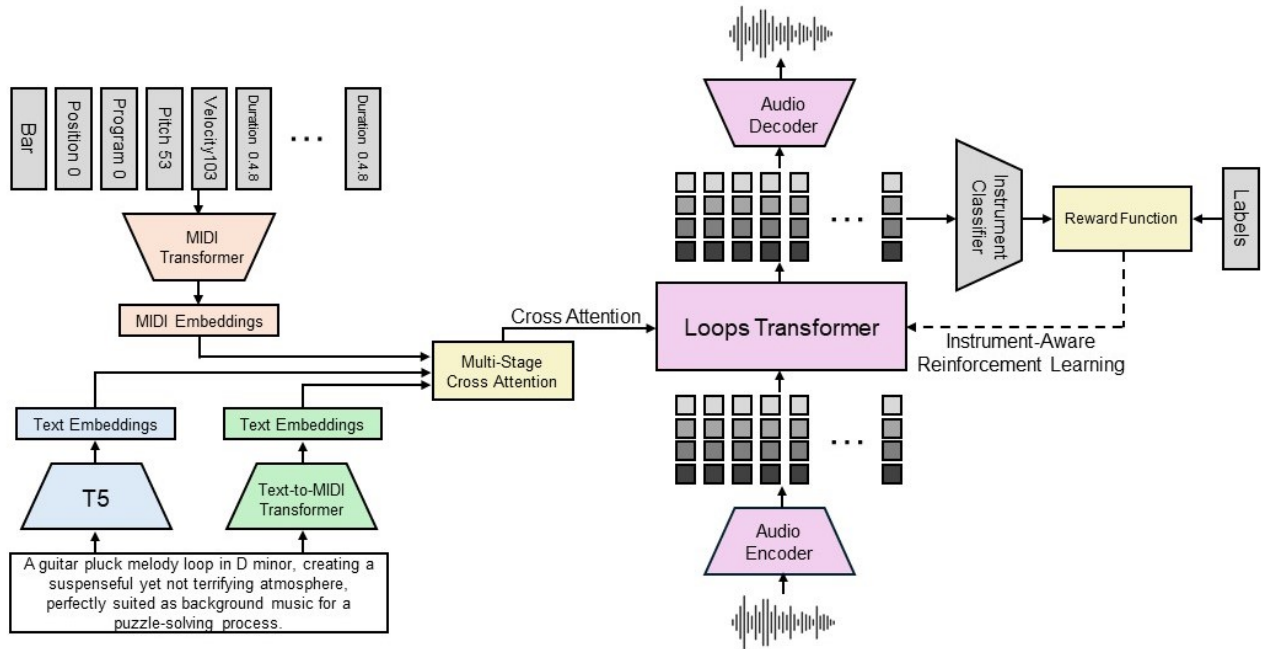 Bar
Position 0
Program 0
Pitch 53
Velocity103
Duration 0.4.8
...
Duration 0.4.8
MIDI
Transformer
MIDI Embeddings
Text Embeddings
Text Embeddings
T5
Text-to-MIDI
Transformer
A guitar pluck melody loop in D minor, creating a
suspenseful yet not terrifying atmosphere,
perfectly suited as background music for a
puzzle-solving process.
Multi-Stage
Cross Attention
Cross Attention
Audio
Decoder
...
Loops Transformer
...
Audio
Encoder
Instrument
Classifier
Reward Function
Labels
Instrument-Aware
Reinforcement Learning